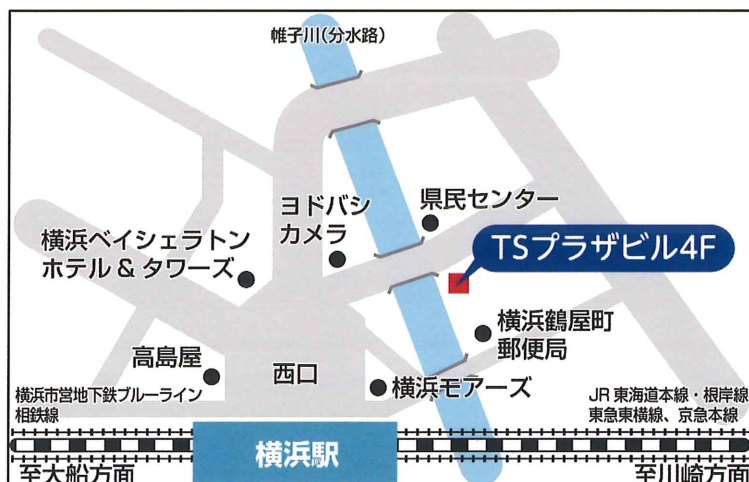 帷子川(分水路)
ヨドバシ
カメラ
県民センター
横浜ベイシェラトン
ホテル & タワーズ
TSプラザビル4F
横浜鶴屋町
郵便局
高島屋
西口
横浜モアーズ
横浜市営地下鉄ブルーライン
相鉄線
JR 東海道本線・根岸線
東急東横線、京急本線
横浜駅
至大船方面
至川崎方面